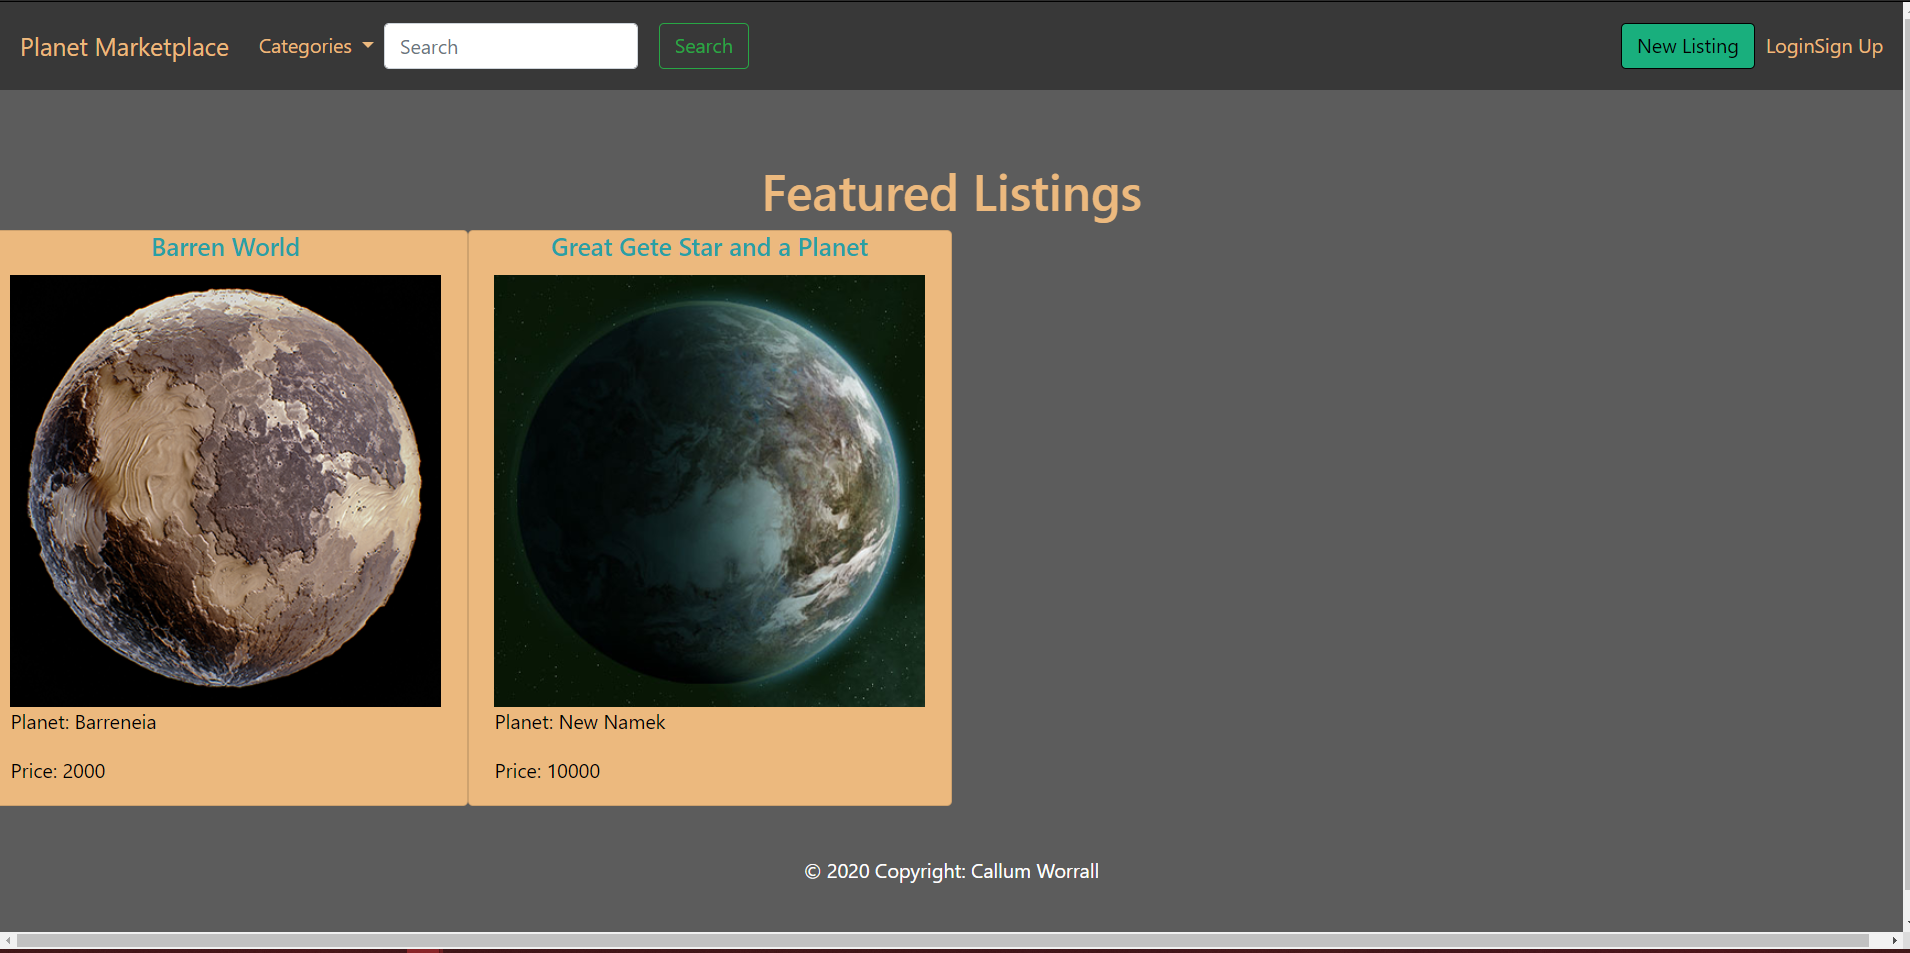 Planet Marketplace Categories Search Search New Listing LoginSign Up
Featured Listings
Barren World
Planet: Barreneia
Price: 2000
Great Gete Star and a Planet
Planet: New Namek
Price: 10000
© 2020 Copyright: Callum Worrall